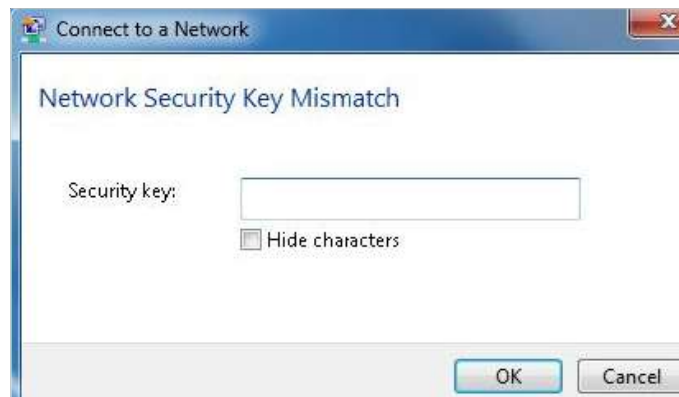 Connect to a Network
Network Security Key Mismatch
Security key:
Hide characters
OK Cancel